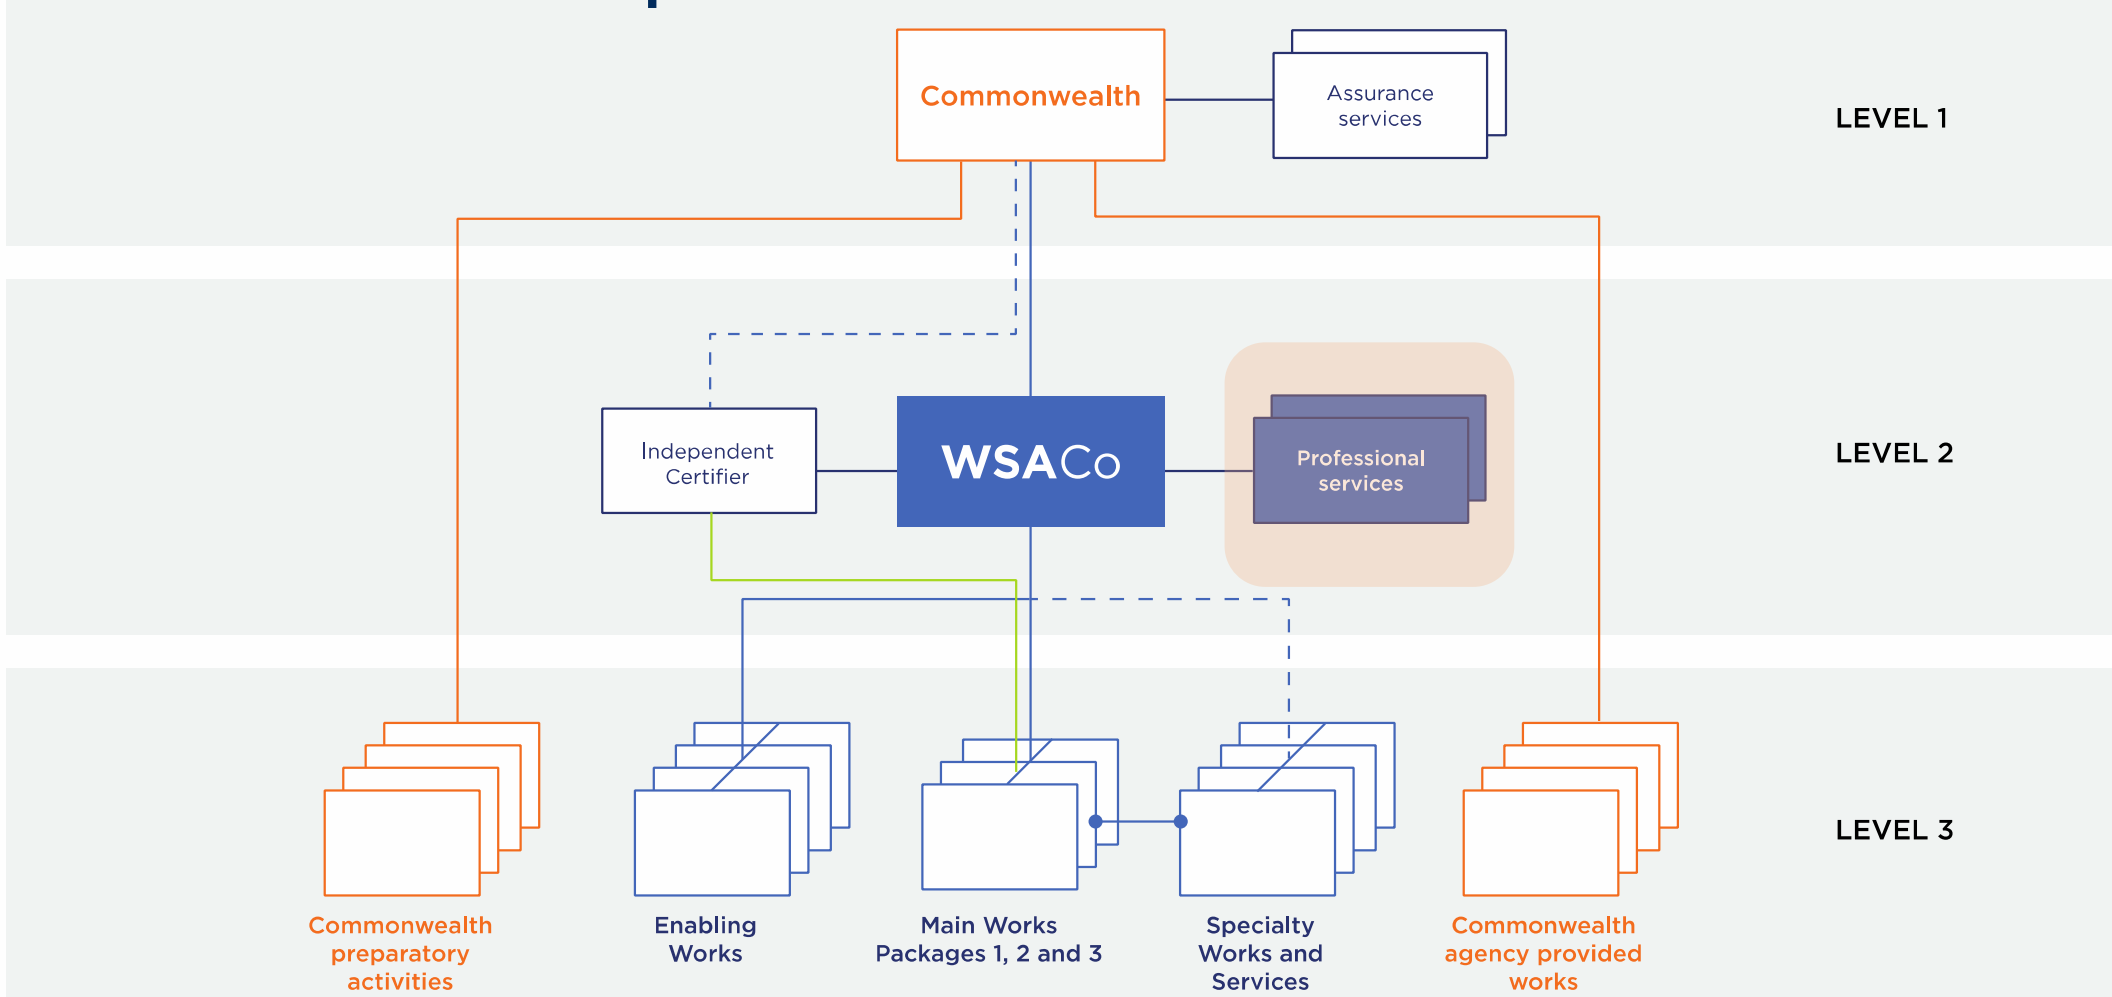 Commonwealth
Assurance
services
LEVEL 1
Independent
Certifier
WSACo
Professional
services
LEVEL 2
LEVEL 3
Commonwealth
preparatory
activities
Enabling
Works
Main Works
Packages 1, 2 and 3
Specialty
Works and
Services
Commonwealth
agency provided
works